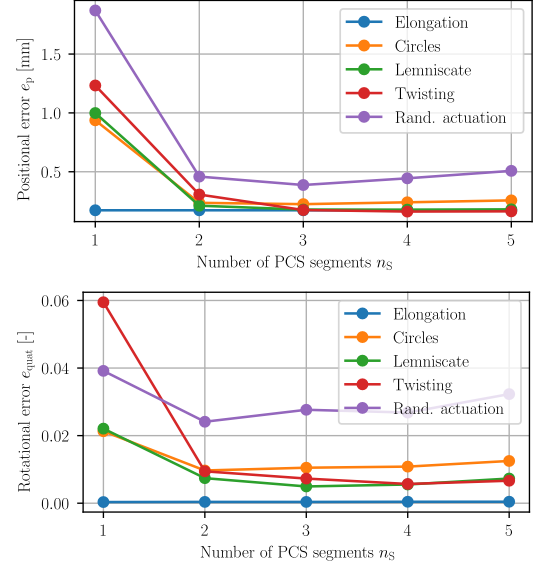 Positional error e_p [mm]
1.5
1.0
0.5
1 2 3 4 5
Number of PCS segments n_S
Elongation
Circles
Lemniscate
Twisting
Rand. actuation
Rotational error e_quat [-]
0.06
0.04
0.02
0.00
1 2 3 4 5
Number of PCS segments n_S
Elongation
Circles
Lemniscate
Twisting
Rand. actuation